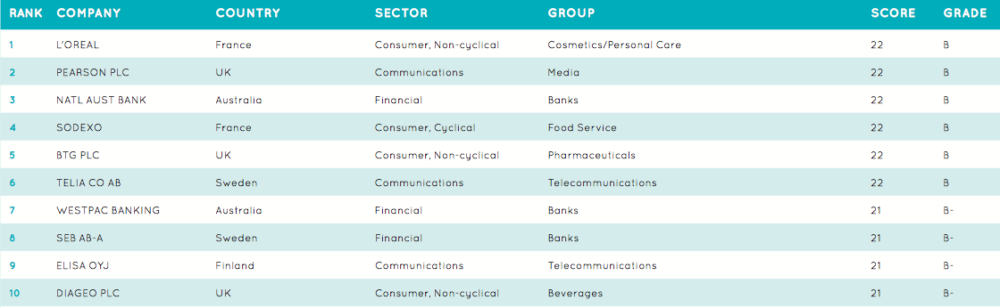 RANK COMPANY COUNTRY SECTOR GROUP SCORE GRADE
1 L'OREAL France Consumer, Non-cyclical Cosmetics/Personal Care 22 B
2 PEARSON PLC UK Communications Media 22 B
3 NATL AUST BANK Australia Financial Banks 22 B
4 SODEXO France Consumer, Cyclical Food Service 22 B
5 BTG PLC UK Consumer, Non-cyclical Pharmaceuticals 22 B
6 TELIA CO AB Sweden Communications Telecommunications 22 B
7 WESTPAC BANKING Australia Financial Banks 21 B-
8 SEB AB-A Sweden Financial Banks 21 B-
9 ELISA OYJ Finland Communications Telecommunications 21 B-
10 DIAGEO PLC UK Consumer, Non-cyclical Beverages 21 B-